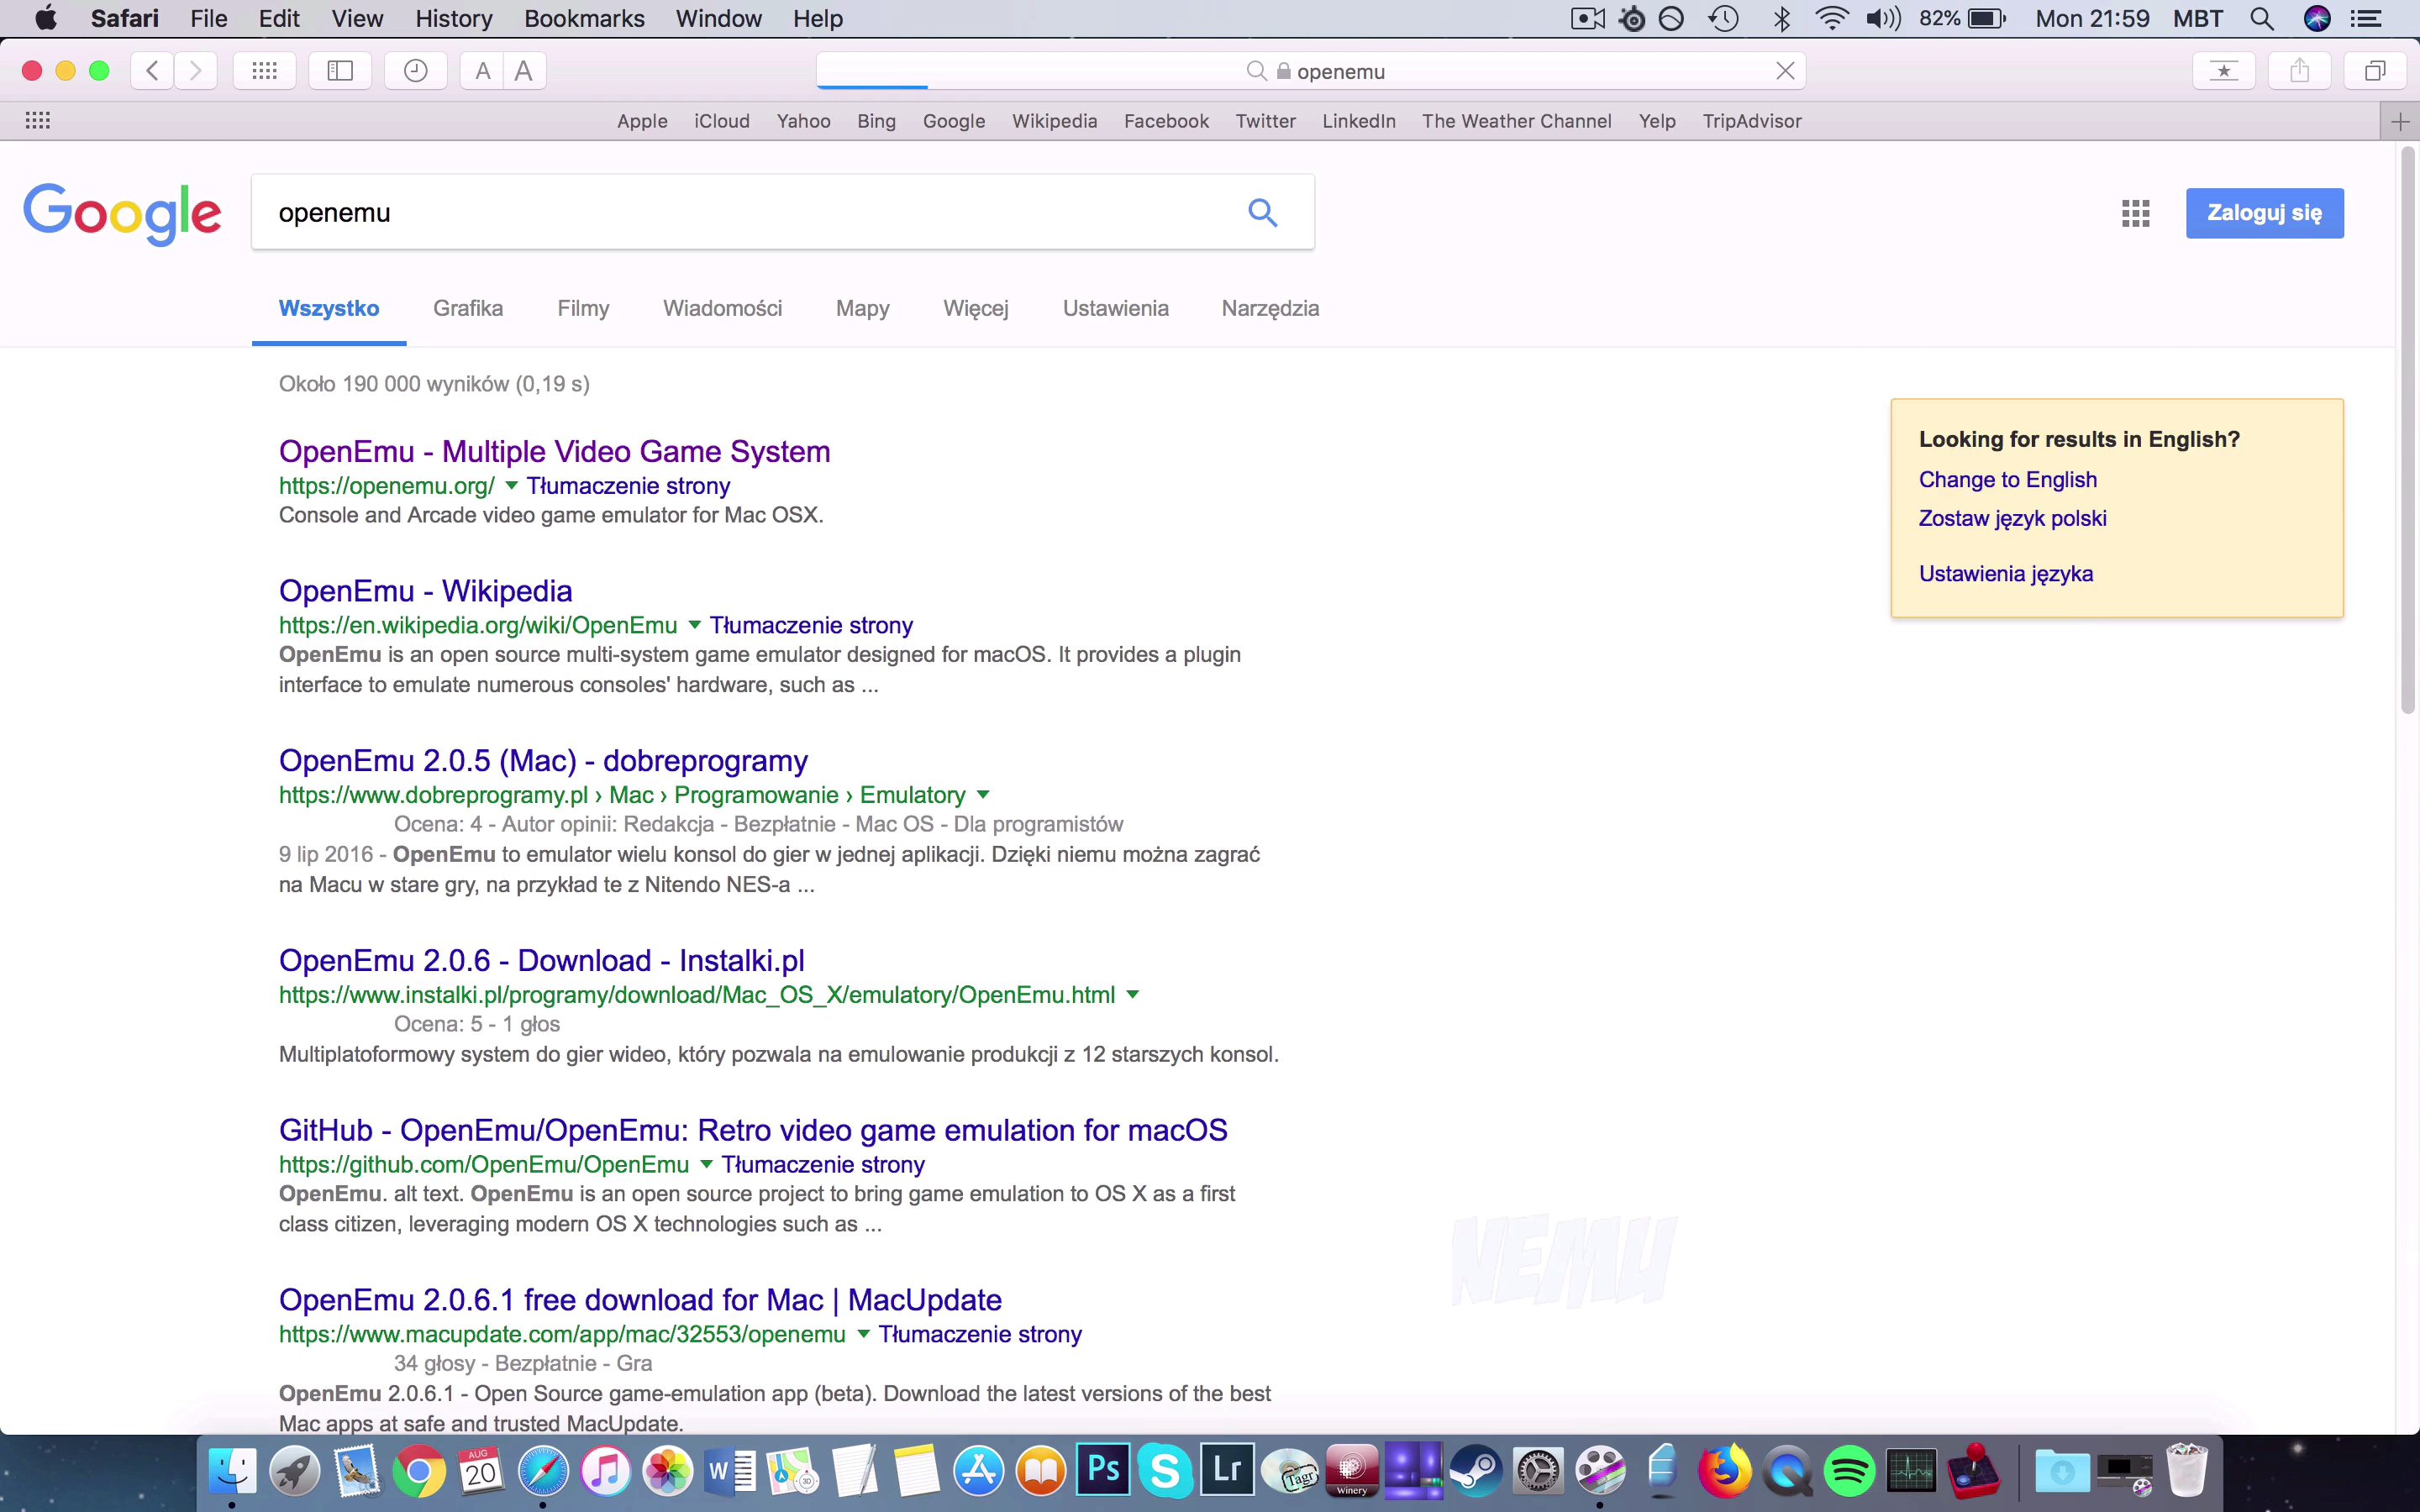 Safari File Edit View History Bookmarks Window Help 82% Mon 21:59 MBT
A A openemu
Apple iCloud Yahoo Bing Google Wikipedia Facebook Twitter LinkedIn The Weather Channel Yelp TripAdvisor
Google openemu Zaloguj się
Wszystko Grafika Filmy Wiadomości Mapy Więcej Ustawienia Narzędzia
Około 190 000 wyników (0,19 s)
OpenEmu - Multiple Video Game System
https://openemu.org/ Tłumaczenie strony
Console and Arcade video game emulator for Mac OSX.
OpenEmu - Wikipedia
https://en.wikipedia.org/wiki/OpenEmu Tłumaczenie strony
OpenEmu is an open source multi-system game emulator designed for macOS. It provides a plugin
interface to emulate numerous consoles' hardware, such as ...
OpenEmu 2.0.5 (Mac) - dobreprogramy
https://www.dobreprogramy.pl › Mac › Programowanie › Emulatory
Ocena: 4 - Autor opinii: Redakcja - Bezpłatnie - Mac OS - Dla programistów
9 lip 2016 - OpenEmu to emulator wielu konsol do gier w jednej aplikacji. Dzięki niemu można zagrać
na Macu w stare gry, na przykład te z Nitendo NES-a ...
OpenEmu 2.0.6 - Download - Instalki.pl
https://www.instalki.pl/programy/download/Mac_OS_X/emulatory/OpenEmu.html
Ocena: 5 - 1 głos
Multiplatoformowy system do gier wideo, który pozwala na emulowanie produkcji z 12 starszych konsol.
GitHub - OpenEmu/OpenEmu: Retro video game emulation for macOS
https://github.com/OpenEmu/OpenEmu Tłumaczenie strony
OpenEmu. alt text. OpenEmu is an open source project to bring game emulation to OS X as a first
class citizen, leveraging modern OS X technologies such as ...
OpenEmu 2.0.6.1 free download for Mac | MacUpdate
https://www.macupdate.com/app/mac/32553/openemu Tłumaczenie strony
34 głosy - Bezpłatnie - Gra
OpenEmu 2.0.6.1 - Open Source game-emulation app (beta). Download the latest versions of the best
Mac apps at safe and trusted MacUpdate.
Looking for results in English?
Change to English
Zostaw język polski
Ustawienia języka
NEMU
AUG
20
W
3D
Ps
S
Lr
Tagr
Winery